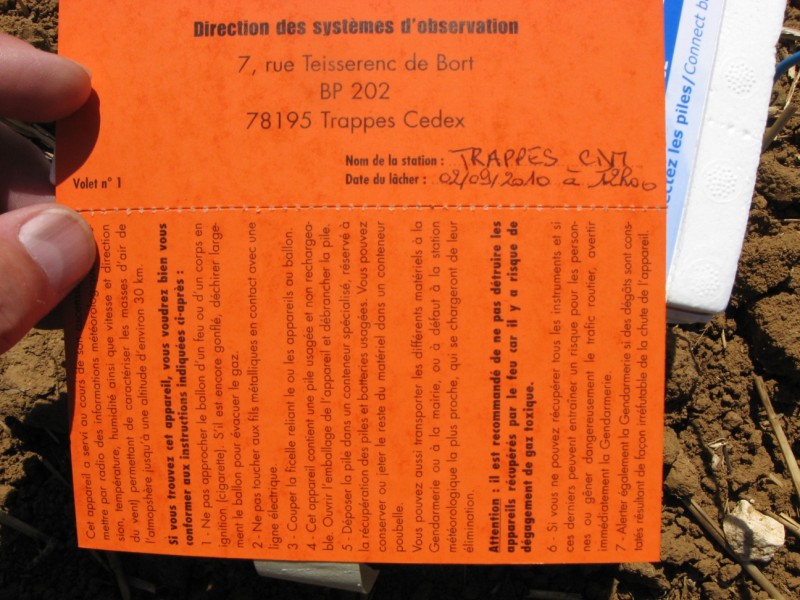 Direction des systèmes d'observation
7, rue Teisserenc de Bort
BP 202
78195 Trappes Cedex
Volet n° 1
Nom de la station : TRAPPES CNM
Date du lâcher : 02/09/2010 à 12h00
Cet appareil a servi au cours de
mettre par radio des informations météorolog
sion, température, humidité ainsi que vitesse et direction
du vent) permettant de caractériser les masses d'air de
l'atmopshère jusqu'à une altitude d'environ 30 km.
Si vous trouvez cet appareil, vous voudrez bien vous
conformer aux instructions indiquées ci-après :
1 - Ne pas approcher le ballon d'un feu ou d'un corps en
ignition (cigarette). S'il est encore gonflé, déchirer large-
ment le ballon pour évacuer le gaz.
2 - Ne pas toucher aux fils métalliques en contact avec une
ligne électrique.
3 - Couper la ficelle reliant le ou les appareils au ballon.
4 - Cet appareil contient une pile usagée et non rechargea-
ble. Ouvrir l'emballage de l'appareil et débrancher la pile.
5 - Déposer la pile dans un conteneur spécialisé, réservé à
la récupération des piles et batteries usagées. Vous pouvez
conserver ou jeter le reste du matériel dans un conteneur
poubelle.
Vous pouvez aussi transporter les différents matériels à la
Gendarmerie ou à la mairie, ou à défaut à la station
météorologique la plus proche, qui se chargeront de leur
élimination.
Attention : il est recommandé de ne pas détruire les
appareils récupérés par le feu car il y a risque de
dégagement de gaz toxique.
6 - Si vous ne pouvez récupérer tous les instruments et si
ces derniers peuvent entraîner un risque pour les person-
nes ou gêner dangereusement le trafic routier, avertir
immédiatement la Gendarmerie.
7 - Alerter également la Gendarmerie si des dégâts sont cons-
tatés résultant de façon irréfutable de la chute de l'appareil.
ectez les piles/Connect b